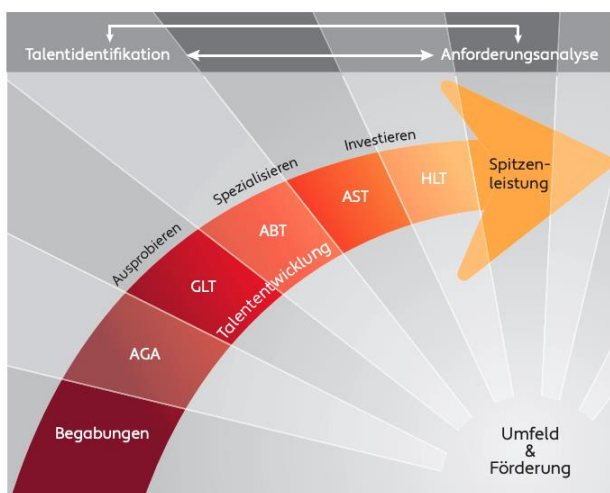 Talentidentifikation
Anforderungsanalyse
Investieren
Spezialisieren
Ausprobieren
Spitzen-
leistung
HLT
AST
ABT
GLT
Talententwicklung
AGA
Begabungen
Umfeld
&
Förderung